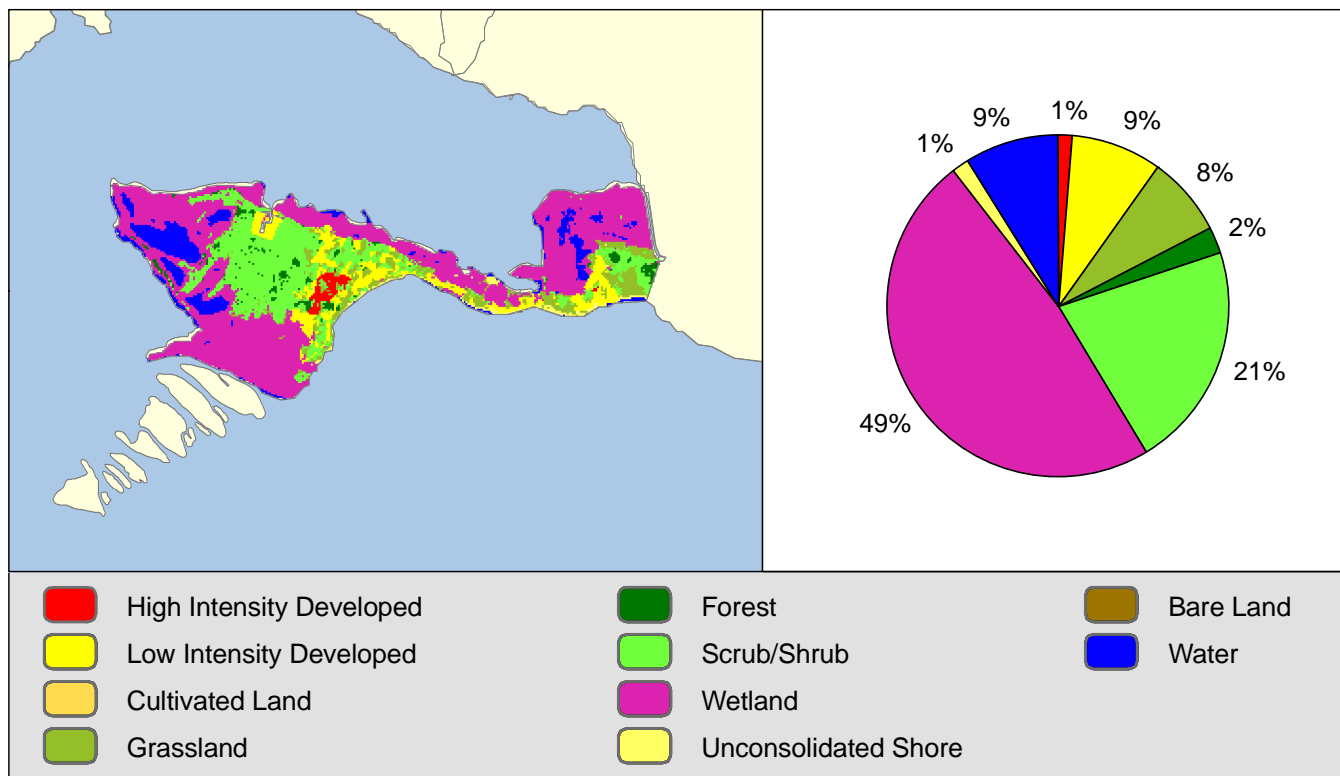 1%
9%
8%
2%
21%
49%
1%
9%
High Intensity Developed
Low Intensity Developed
Cultivated Land
Grassland
Forest
Scrub/Shrub
Wetland
Unconsolidated Shore
Bare Land
Water